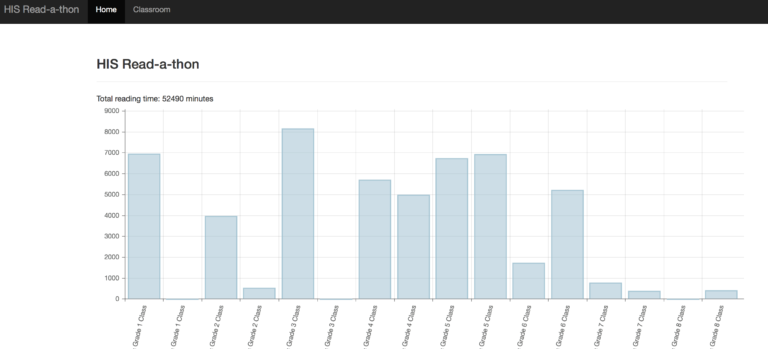 HIS Read-a-thon Home Classroom
HIS Read-a-thon
Total reading time: 52490 minutes
9000
8000
7000
6000
5000
4000
3000
2000
1000
0
Grade 1 Class
Grade 1 Class
Grade 2 Class
Grade 2 Class
Grade 3 Class
Grade 3 Class
Grade 4 Class
Grade 4 Class
Grade 5 Class
Grade 5 Class
Grade 6 Class
Grade 6 Class
Grade 7 Class
Grade 7 Class
Grade 8 Class
Grade 8 Class